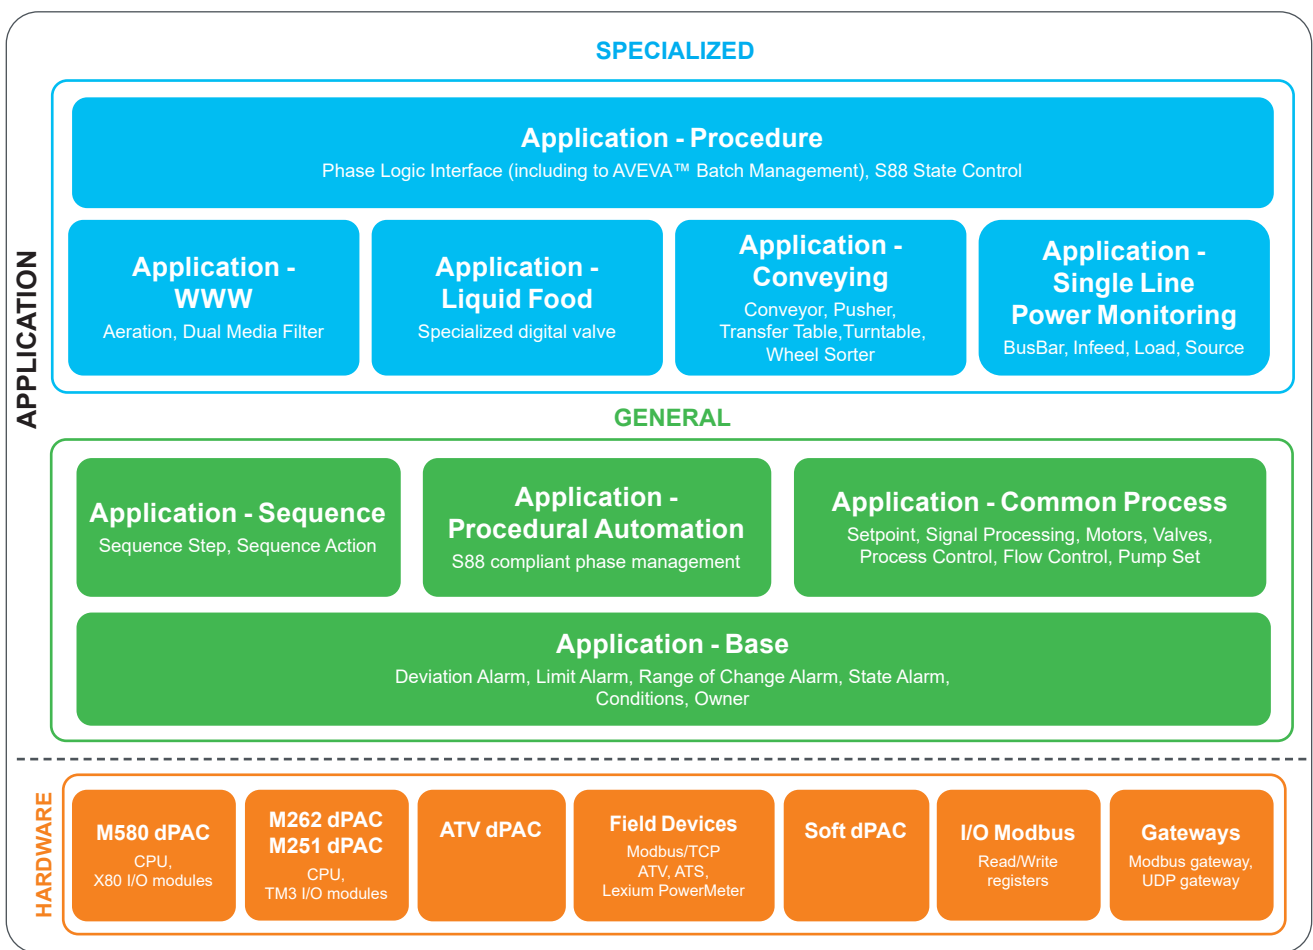 SPECIALIZED
APPLICATION
Application - Procedure
Phase Logic Interface (including to AVEVA™ Batch Management), S88 State Control
Application -
WWW
Aeration, Dual Media Filter
Application -
Liquid Food
Specialized digital valve
Application -
Conveying
Conveyor, Pusher,
Transfer Table,Turntable,
Wheel Sorter
Application -
Single Line
Power Monitoring
BusBar, Infeed, Load, Source
GENERAL
Application - Sequence
Sequence Step, Sequence Action
Application -
Procedural Automation
S88 compliant phase management
Application - Common Process
Setpoint, Signal Processing, Motors, Valves,
Process Control, Flow Control, Pump Set
Application - Base
Deviation Alarm, Limit Alarm, Range of Change Alarm, State Alarm,
Conditions, Owner
HARDWARE
M580 dPAC
CPU,
X80 I/O modules
M262 dPAC
M251 dPAC
CPU,
TM3 I/O modules
ATV dPAC
Field Devices
Modbus/TCP
ATV, ATS,
Lexium PowerMeter
Soft dPAC
I/O Modbus
Read/Write
registers
Gateways
Modbus gateway,
UDP gateway